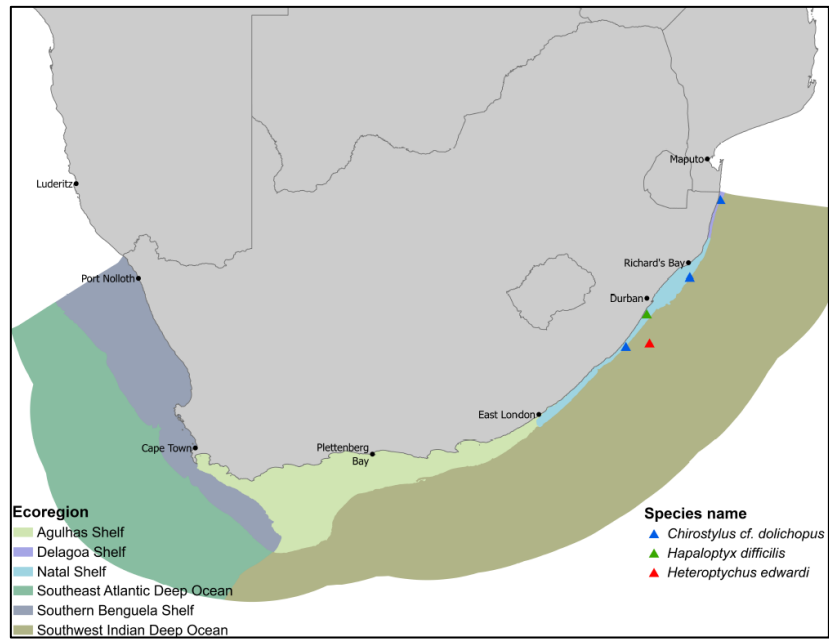 Maputo
Luderitz
Richard's Bay
Port Nolloth
Durban
East London
Cape Town
Plettenberg
Bay
Ecoregion
Agulhas Shelf
Delagoa Shelf
Natal Shelf
Southeast Atlantic Deep Ocean
Southern Benguela Shelf
Southwest Indian Deep Ocean
Species name
Chirostylus cf. dolichopus
Hapaloptyx difficilis
Heteroptychus edwardi